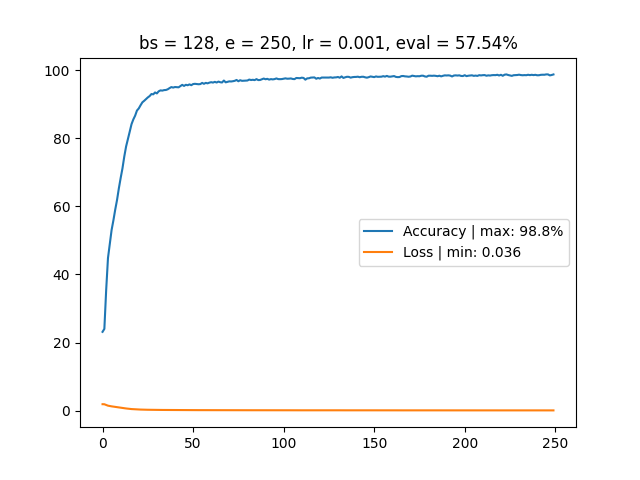 bs = 128, e = 250, lr = 0.001, eval = 57.54%
100
80
60
40
20
0
Accuracy | max: 98.8%
Loss | min: 0.036
0 50 100 150 200 250